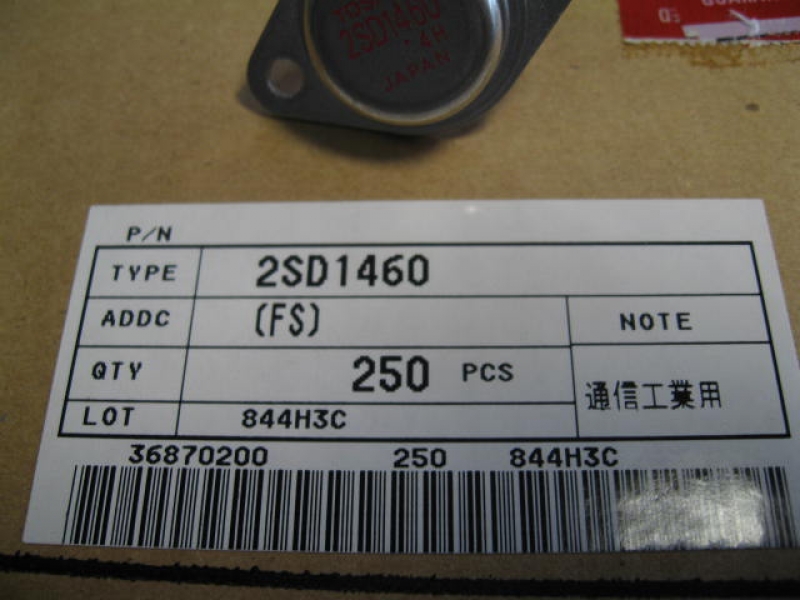 2SD1460
4H
JAPAN
P/N
TYPE 2SD1460
ADDC (FS)
NOTE
QTY 250 PCS
通信工業用
LOT 844H3C
36870200 250 844H3C